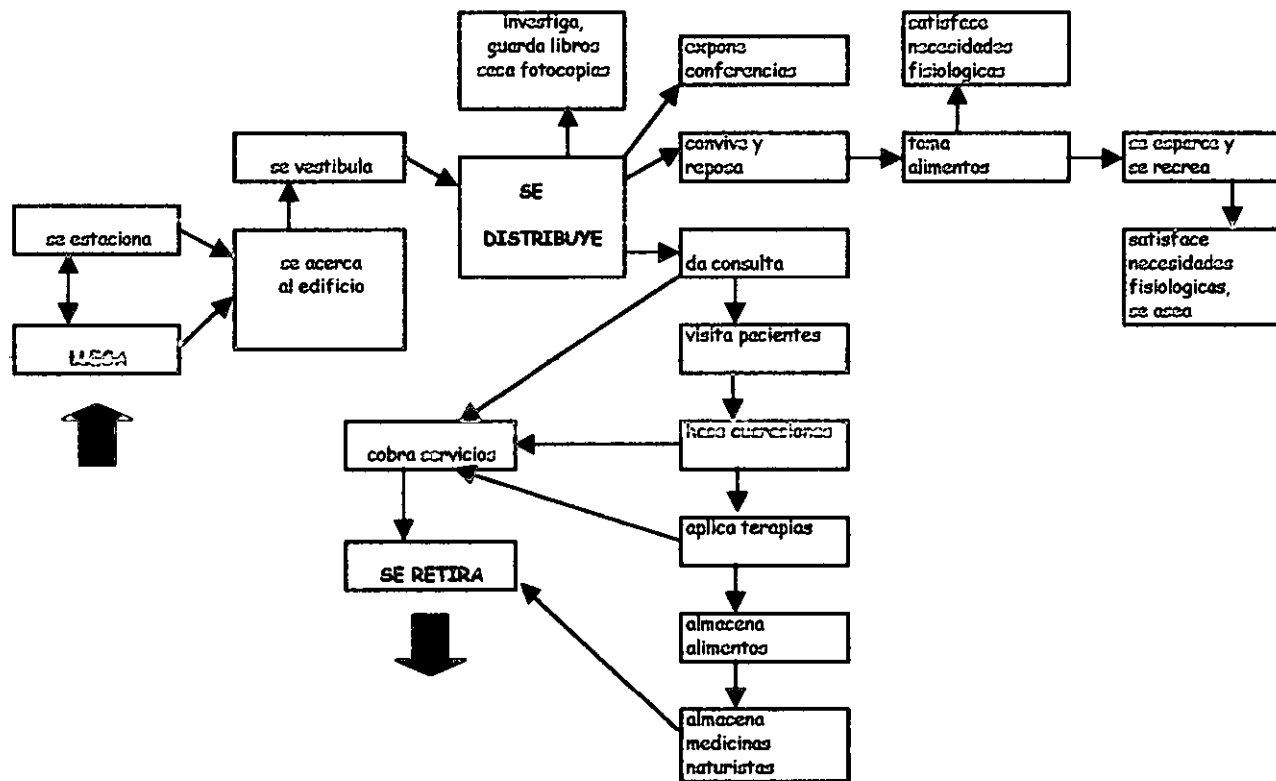 investiga,
guarda libros
saca fotocopias
expone
conferencias
satisface
necesidades
fisiologicas
se vestibula
SE
DISTRIBUYE
convive y
reposa
toma
alimentos
se esparce y
se recrea
se estaciona
se acerca
al edificio
da consulta
satisface
necesidades
fisiologicas,
se asea
LLEGA
visita pacientes
cobra servicios
aplica terapias
SE RETIRA
almacena
alimentos
almacena
medicinas
naturistas